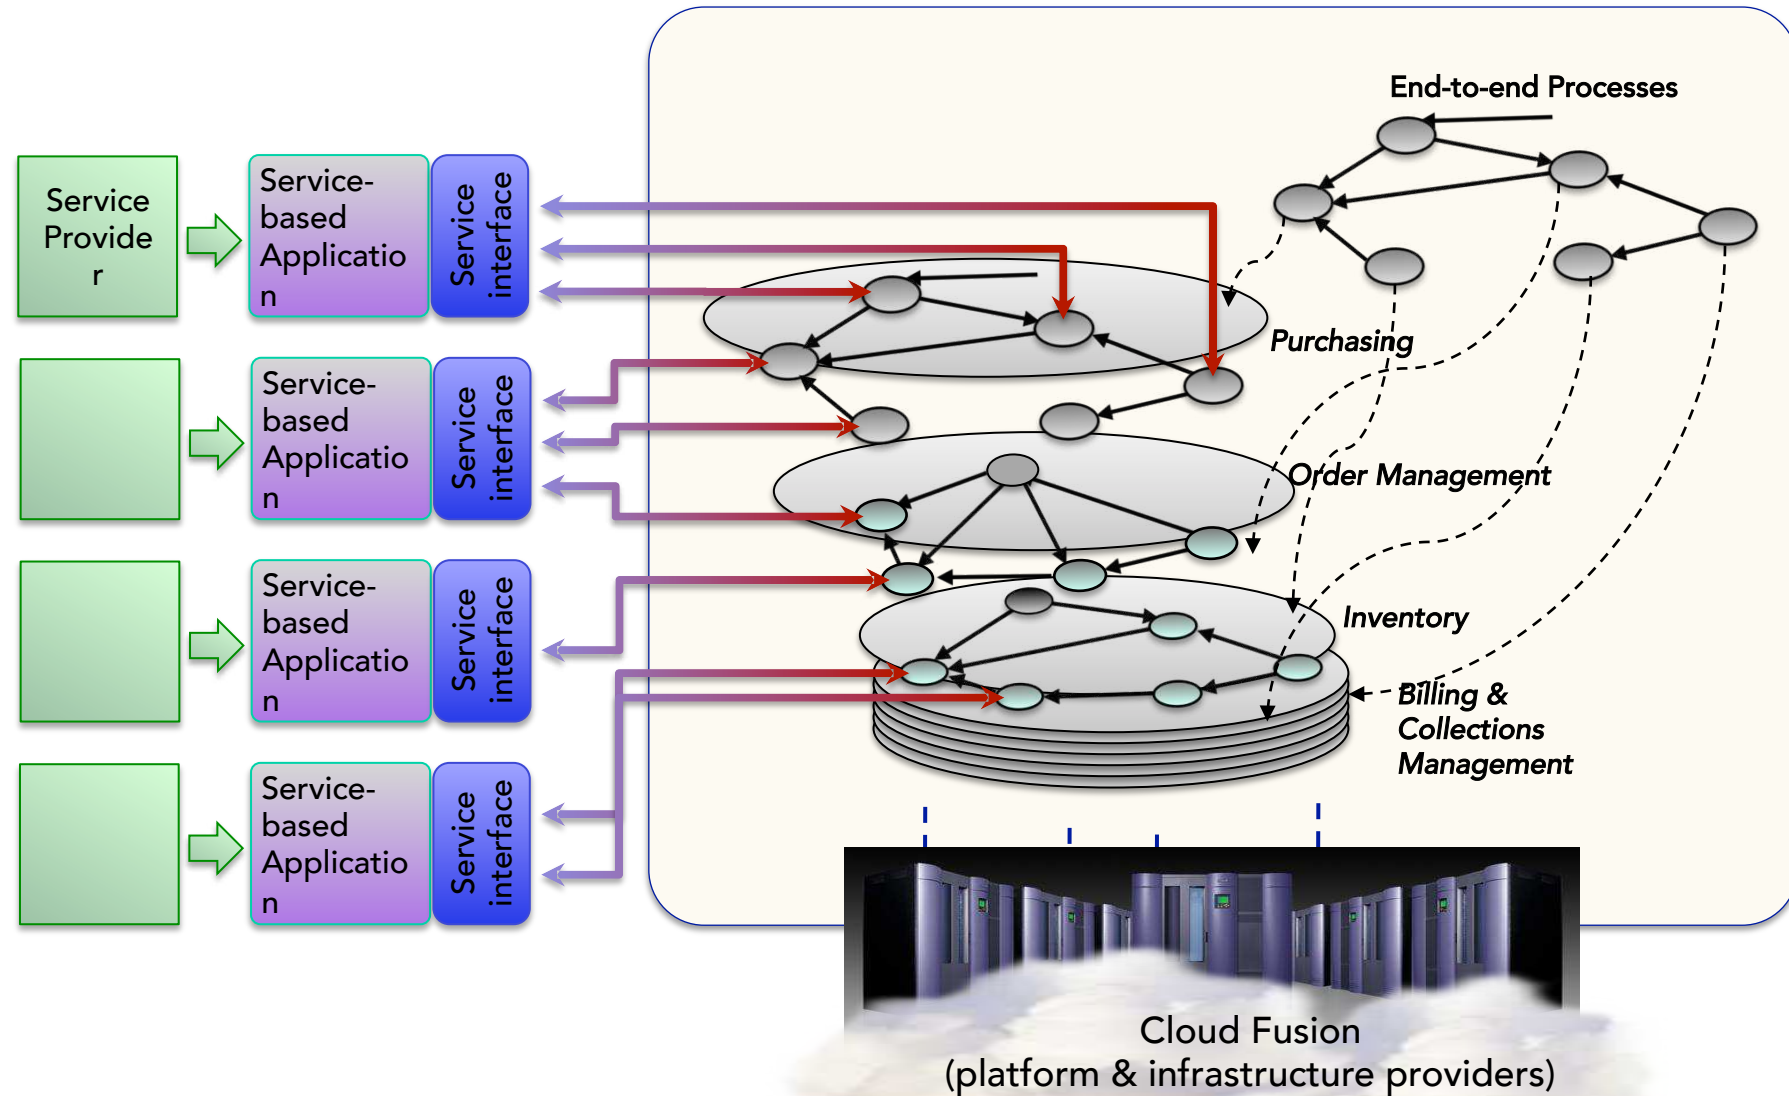 End-to-end Processes
Service
Provide
r
Service-
based
Applicatio
n
Service
interface
Purchasing
Service-
based
Applicatio
n
Service
interface
Order Management
Service-
based
Applicatio
n
Service
interface
Inventory
Billing &
Collections
Management
Service-
based
Applicatio
n
Service
interface
Cloud Fusion
(platform & infrastructure providers)